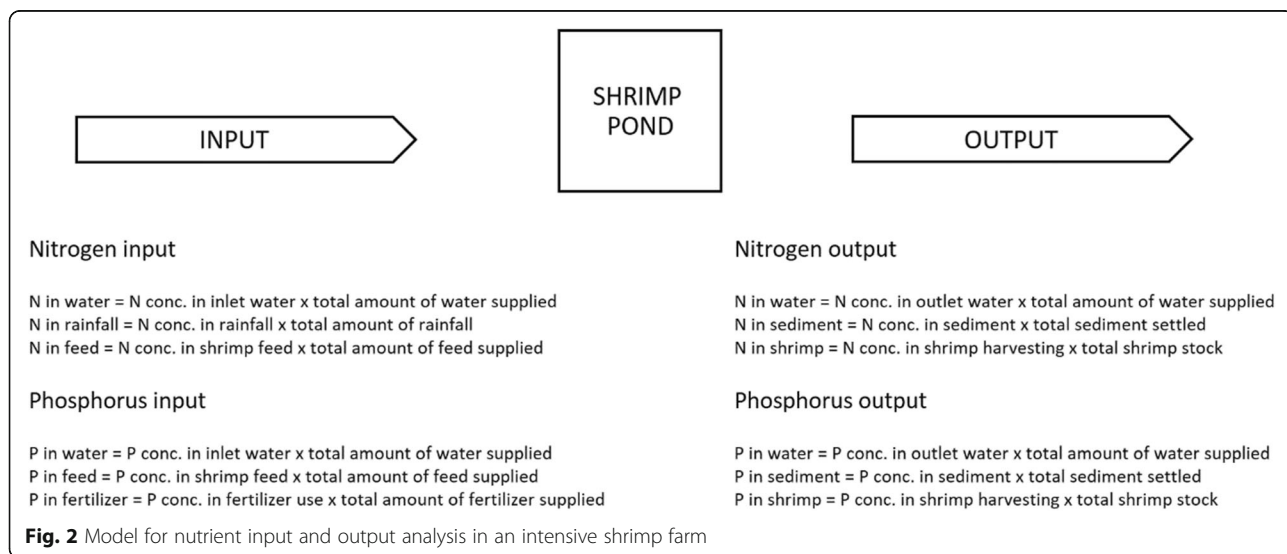 INPUT
SHRIMP
POND
OUTPUT
Nitrogen input
N in water = N conc. in inlet water x total amount of water supplied
N in rainfall = N conc. in rainfall x total amount of rainfall
N in feed = N conc. in shrimp feed x total amount of feed supplied
Phosphorus input
P in water = P conc. in inlet water x total amount of water supplied
P in feed = P conc. in shrimp feed x total amount of feed supplied
P in fertilizer = P conc. in fertilizer use x total amount of fertilizer supplied
Nitrogen output
N in water = N conc. in outlet water x total amount of water supplied
N in sediment = N conc. in sediment x total sediment settled
N in shrimp = N conc. in shrimp harvesting x total shrimp stock
Phosphorus output
P in water = P conc. in outlet water x total amount of water supplied
P in sediment = P conc. in sediment x total sediment settled
P in shrimp = P conc. in shrimp harvesting x total shrimp stock
Fig. 2 Model for nutrient input and output analysis in an intensive shrimp farm